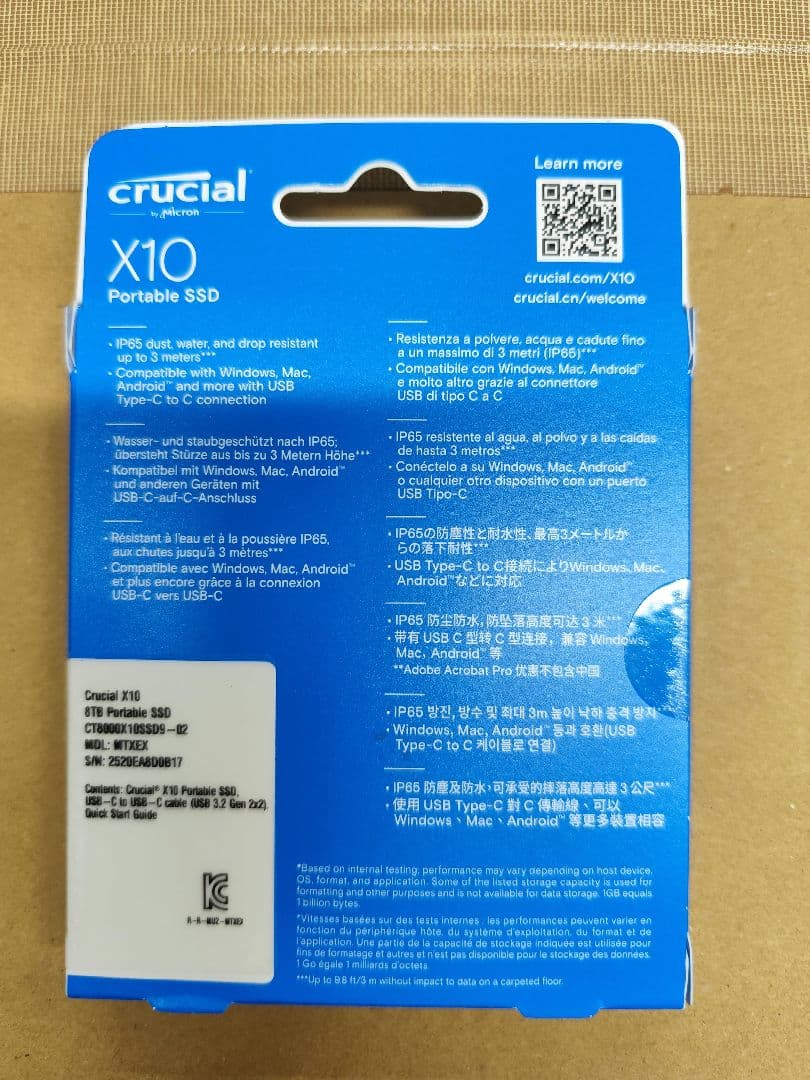 crucial
by Micron
X10
Portable SSD
Learn more
crucial.com/X10
crucial.cn/welcome
• IP65 dust, water, and drop resistant
up to 3 meters***
• Compatible with Windows, Mac,
Android™ and more with USB
Type-C to C connection
• Wasser- und staubgeschützt nach IP65;
übersteht Stürze aus bis zu 3 Metern Höhe***
• Kompatibel mit Windows, Mac, Android™
und anderen Geräten mit
USB-C-auf-C-Anschluss
• Résistant à l'eau et à la poussière IP65,
aux chutes jusqu'à 3 mètres***
• Compatible avec Windows, Mac, Android™
et plus encore grâce à la connexion
USB-C vers USB-C
• Resistenza a polvere, acqua e cadute fino
a un massimo di 3 metri (IP65)***
• Compatibile con Windows, Mac, Android™
e molto altro grazie al connettore
USB di tipo C a C
• IP65 resistente al agua, al polvo y a las caídas
de hasta 3 metros***
• Conéctelo a su Windows, Mac, Android™
o cualquier otro dispositivo con un puerto
USB Tipo-C
• IP65の防塵性と耐水性、最高3メートルか
らの落下耐性***
• USB Type-C to C接続によりWindows、Mac、
Android™などに対応
• IP65 防尘防水，防坠落高度可达 3 米***
• 带有 USB C 型转 C 型连接，兼容 Windows,
Mac, Android™ 等
**Adobe Acrobat Pro 优惠不包含中国
• IP65 방진, 방수 및 최대 3m 높이 낙하 충격 방지***
• Windows, Mac, Android™ 등과 호환(USB
Type-C to C 케이블로 연결)
• IP65 防塵及防水，可承受的摔落高度高達 3 公尺***
• 使用 USB Type-C 對 C 傳輸線、可以
Windows、Mac、Android™ 等更多裝置相容
Crucial X10
8TB Portable SSD
CT8000X10SSD9-02
MDL: MTXEX
S/N: 2520EA8D0B17
Contents: Crucial® X10 Portable SSD,
USB-C to USB-C cable (USB 3.2 Gen 2x2)
Quick Start Guide
R-R-MU2-MTXEX
*Based on internal testing; performance may vary depending on host device,
OS, format, and application. Some of the listed storage capacity is used for
formatting and other purposes and is not available for data storage. 1GB equals
1 billion bytes.
*Vitesses basées sur des tests internes : les performances peuvent varier en
fonction du périphérique hôte, du système d'exploitation, du format et de
l'application. Une partie de la capacité de stockage indiquée est utilisée pour
fins de formatage et autres et n'est pas disponible pour le stockage des données.
1 Go égale 1 milliards d'octets.
***Up to 9.8 ft/3 m without impact to data on a carpeted floor.